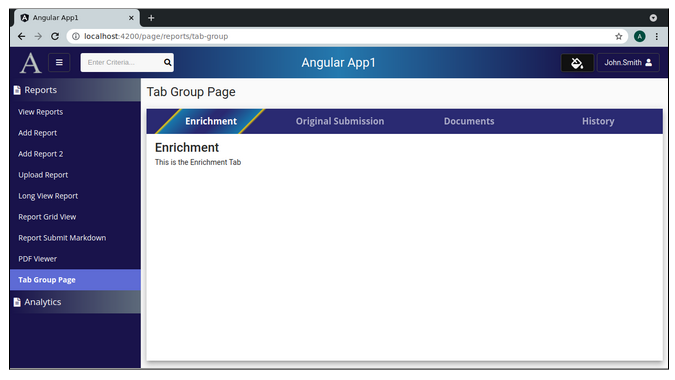 Angular App1
localhost:4200/page/reports/tab-group
A
A
Enter Criteria...
Angular App1
John.Smith
Reports
View Reports
Add Report
Add Report 2
Upload Report
Long View Report
Report Grid View
Report Submit Markdown
PDF Viewer
Tab Group Page
Analytics
Tab Group Page
Enrichment
Original Submission
Documents
History
Enrichment
This is the Enrichment Tab